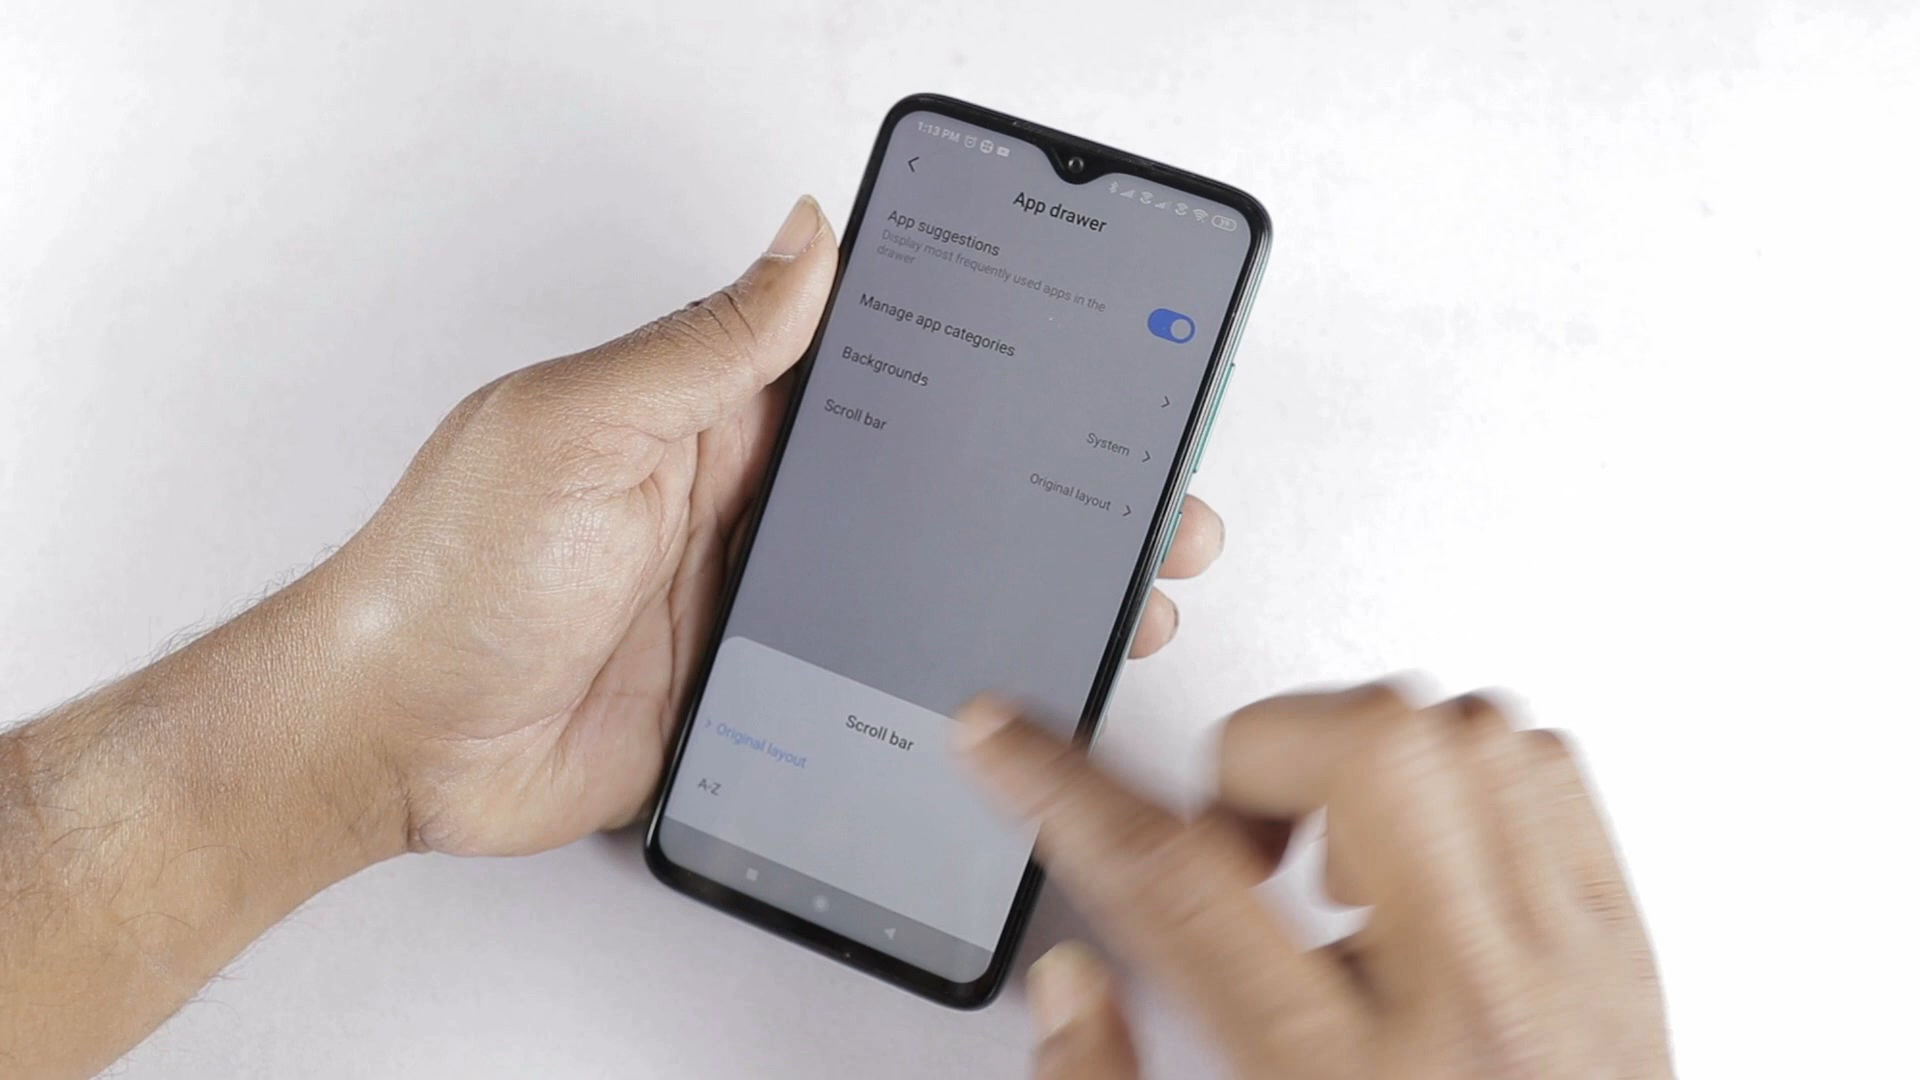 1:13 PM
App drawer
App suggestions
Display most frequently used apps in the
drawer
Manage app categories
Backgrounds
System
Scroll bar
Original layout
Scroll bar
Original layout
A-Z